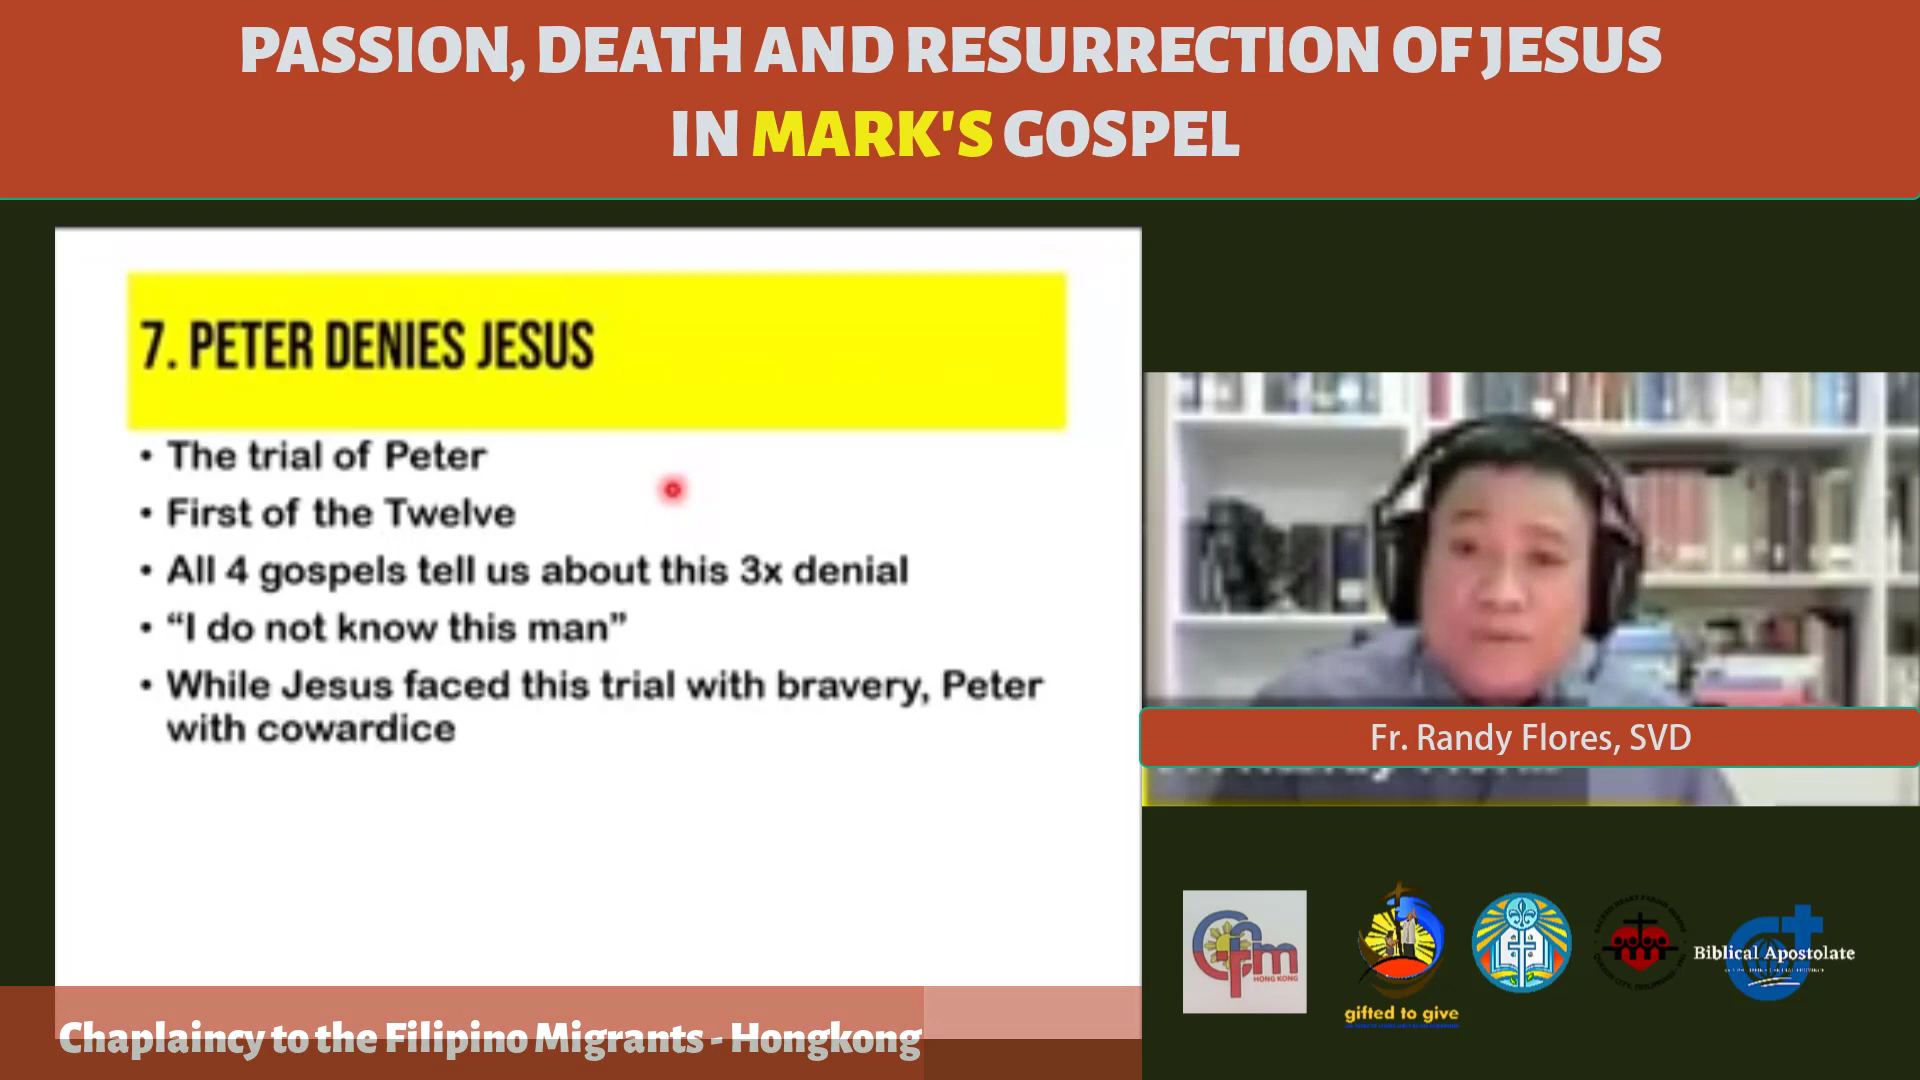 PASSION, DEATH AND RESURRECTION OF JESUS
IN MARK'S GOSPEL
7. PETER DENIES JESUS
• The trial of Peter
• First of the Twelve
• All 4 gospels tell us about this 3x denial
• “I do not know this man”
• While Jesus faced this trial with bravery, Peter
with cowardice
Fr. Randy Flores, SVD
cfm
HONG KONG
gifted to give
Biblical Apostolate
Chaplaincy to the Filipino Migrants - Hongkong